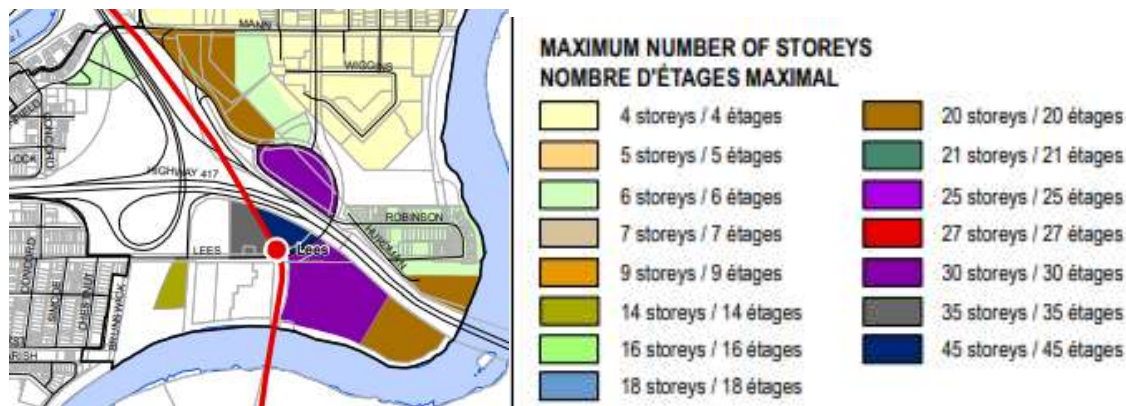 MANN
WIGGINS
HIGHWAY 417
ROBINSON
HURDMAN
LEES
Lees
CONCORD
SIMCOE
CHESTNUT
BRUNSWICK
MAXIMUM NUMBER OF STOREYS
NOMBRE D'ÉTAGES MAXIMAL
4 storeys / 4 étages
5 storeys / 5 étages
6 storeys / 6 étages
7 storeys / 7 étages
9 storeys / 9 étages
14 storeys / 14 étages
16 storeys / 16 étages
18 storeys / 18 étages
20 storeys / 20 étages
21 storeys / 21 étages
25 storeys / 25 étages
27 storeys / 27 étages
30 storeys / 30 étages
35 storeys / 35 étages
45 storeys / 45 étages